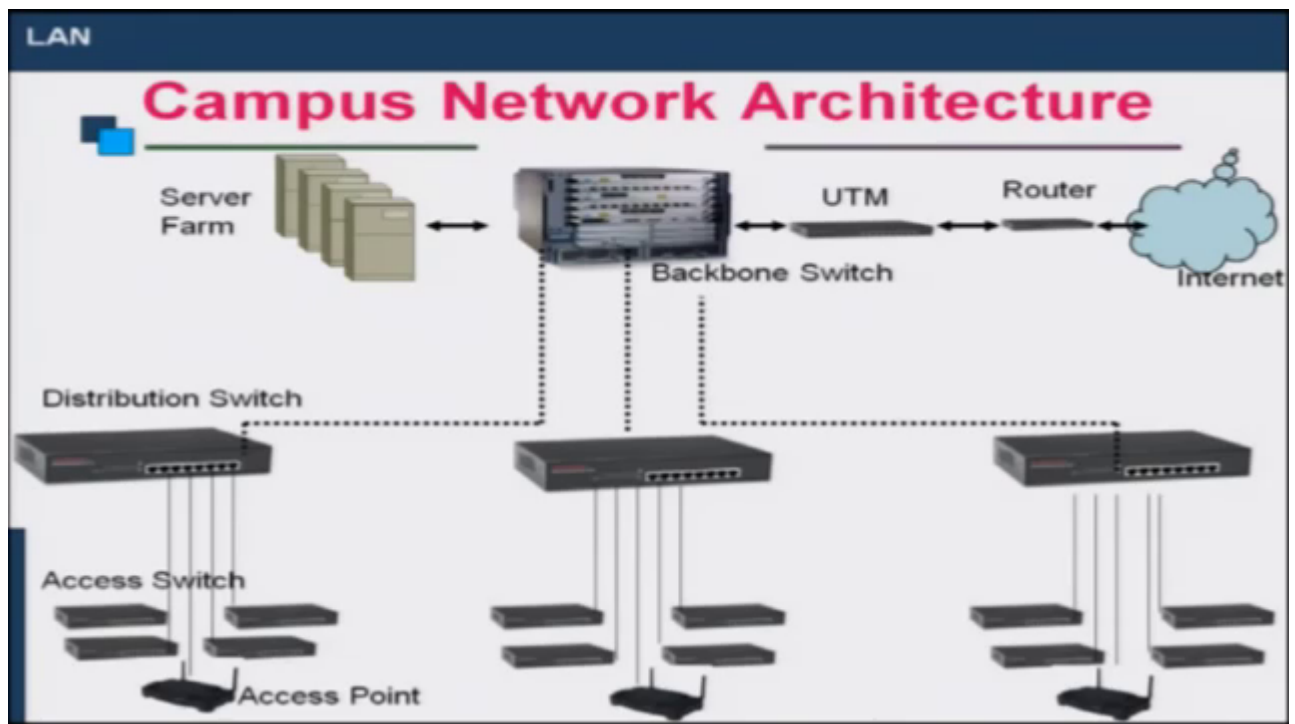 LAN
Campus Network Architecture
Server
Farm
UTM
Router
Backbone Switch
Internet
Distribution Switch
Access Switch
Access Point